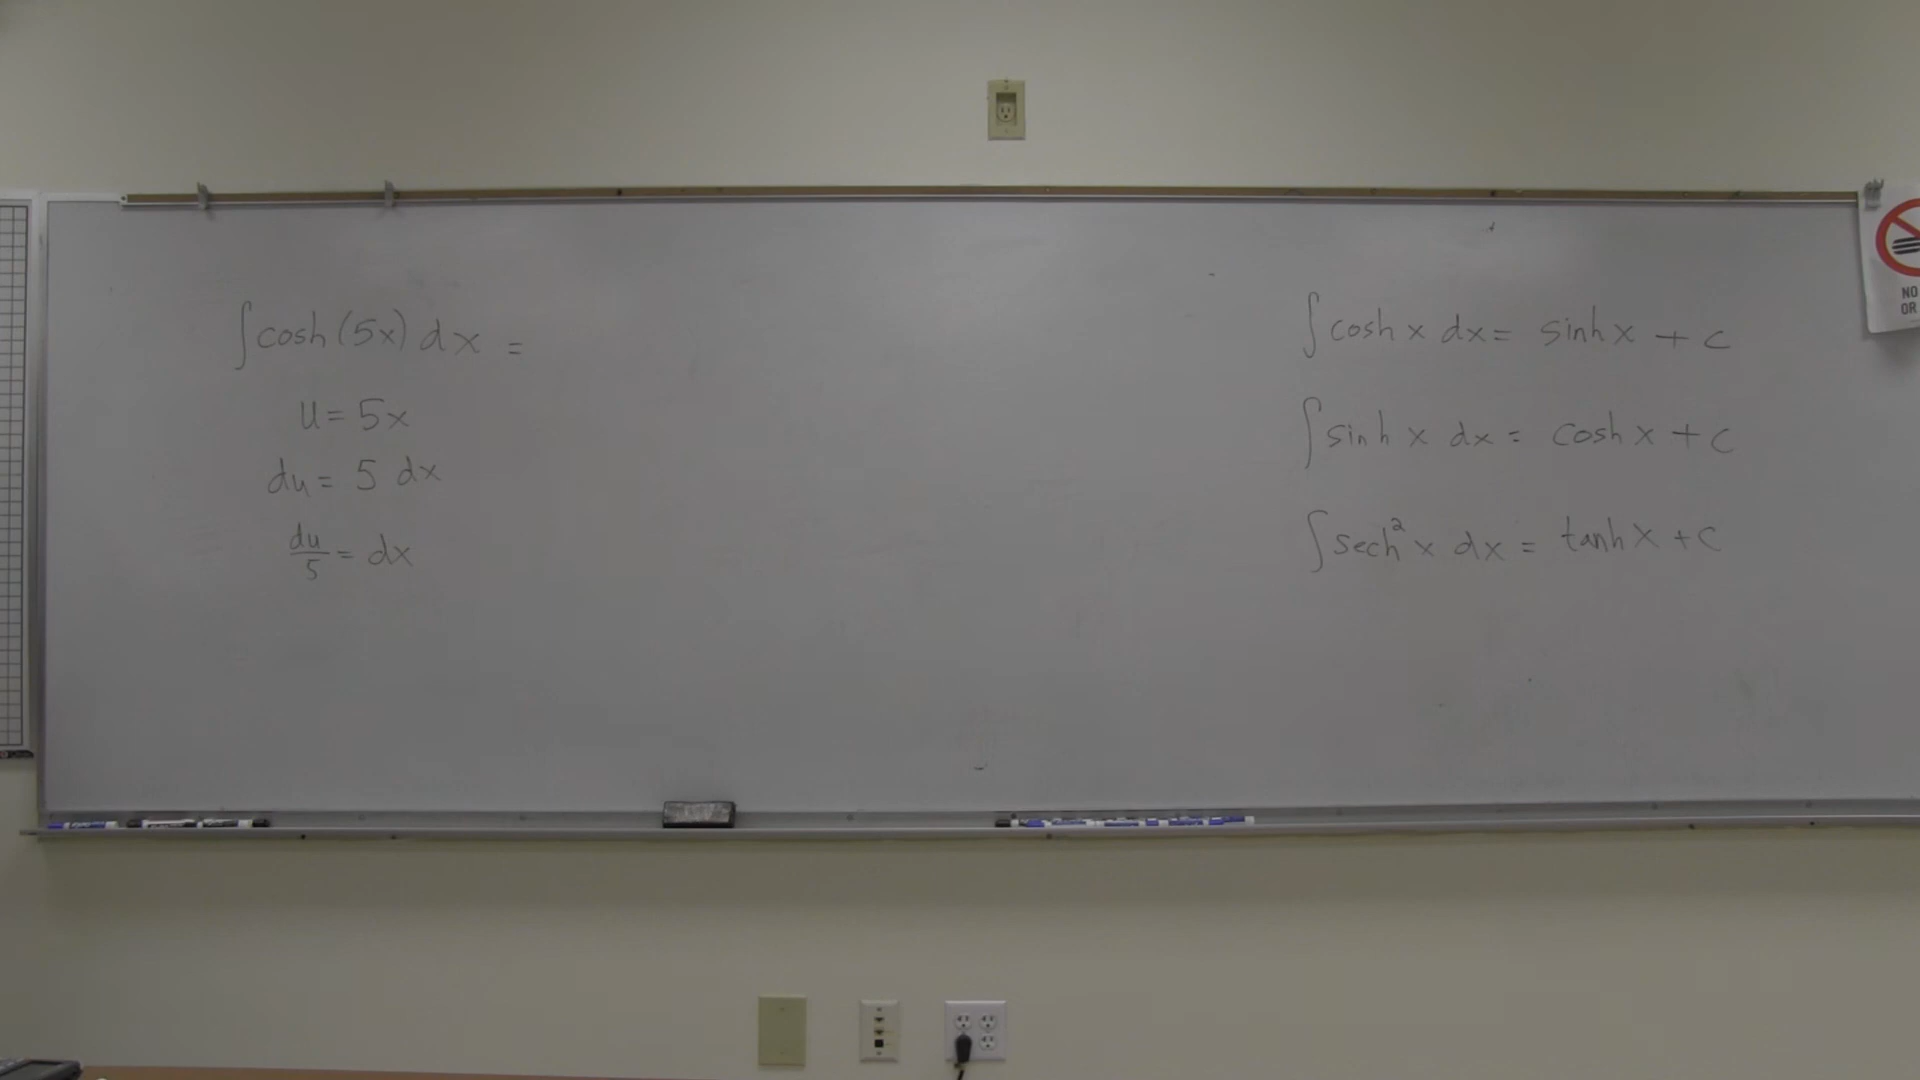 ∫cosh(5x) dx =
u = 5x
du = 5 dx
du/5 = dx
∫cosh x dx = sinh x + c
∫sinh x dx = cosh x + c
∫sech² x dx = tanh x + c
NO
OR